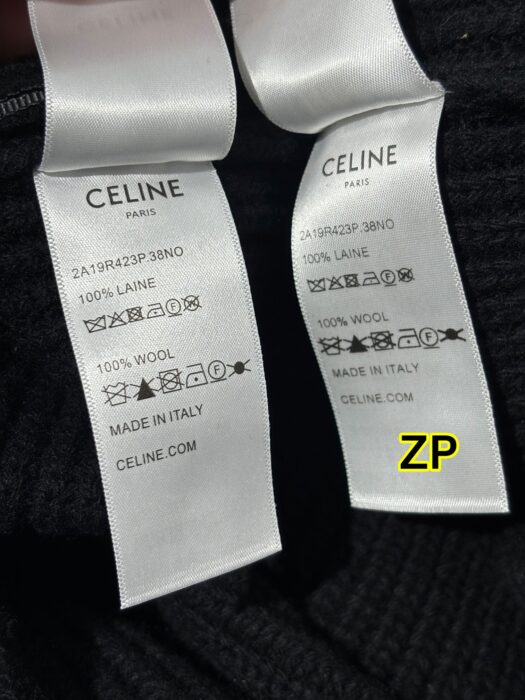 CELINE
PARIS
2A19R423P.38NO
100% LAINE
100% WOOL
MADE IN ITALY
CELINE.COM
CELINE
PARIS
2A19R423P.38NO
100% LAINE
100% WOOL
MADE IN ITALY
CELINE.COM
ZP